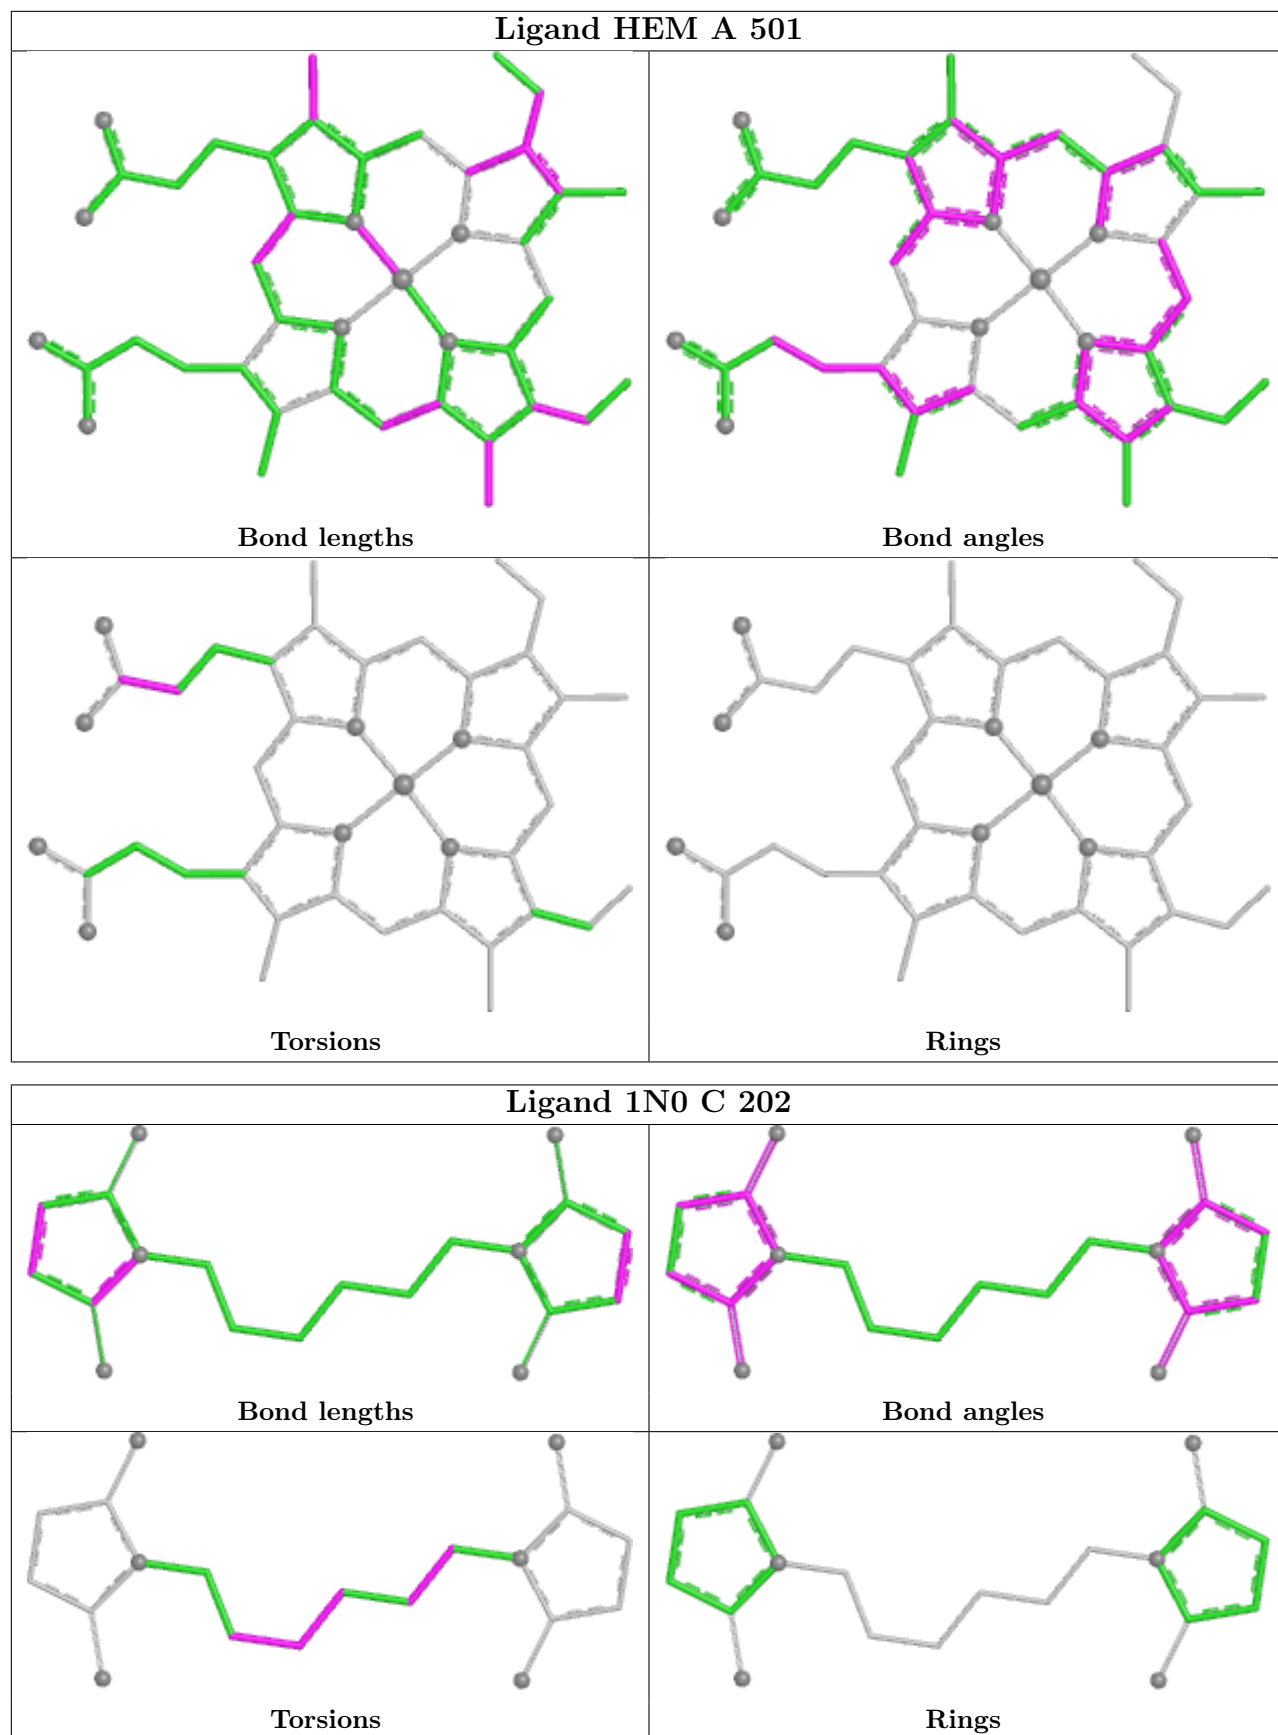 Ligand HEM A 501
Bond lengths
Bond angles
Torsions
Rings
Ligand 1N0 C 202
Bond lengths
Bond angles
Torsions
Rings